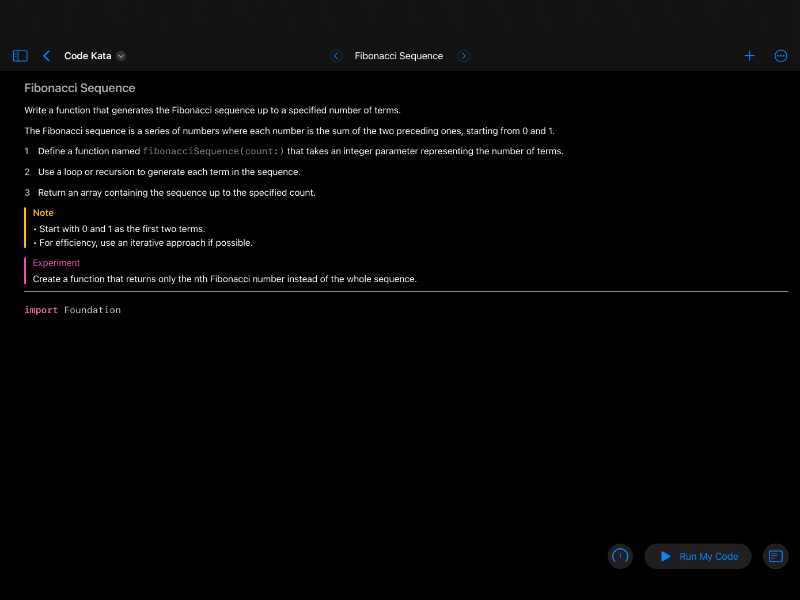 Code Kata
Fibonacci Sequence
Fibonacci Sequence
Write a function that generates the Fibonacci sequence up to a specified number of terms.
The Fibonacci sequence is a series of numbers where each number is the sum of the two preceding ones, starting from 0 and 1.
1 Define a function named fibonacciSequence(count:) that takes an integer parameter representing the number of terms.
2 Use a loop or recursion to generate each term in the sequence.
3 Return an array containing the sequence up to the specified count.
Note
• Start with 0 and 1 as the first two terms.
• For efficiency, use an iterative approach if possible.
Experiment
Create a function that returns only the nth Fibonacci number instead of the whole sequence.
import Foundation
Run My Code